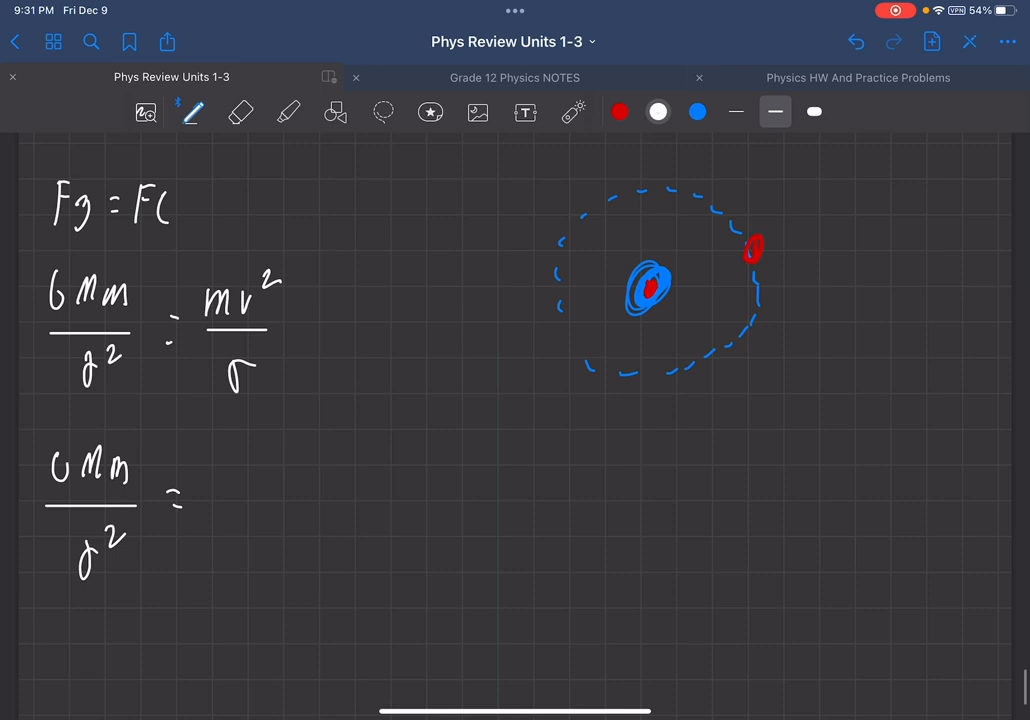 9:31 PM Fri Dec 9
VPN 54%
Phys Review Units 1-3
Phys Review Units 1-3
Grade 12 Physics NOTES
Physics HW And Practice Problems
T
Fg = FC
GMm = mv²
r² r
GMm =
r²